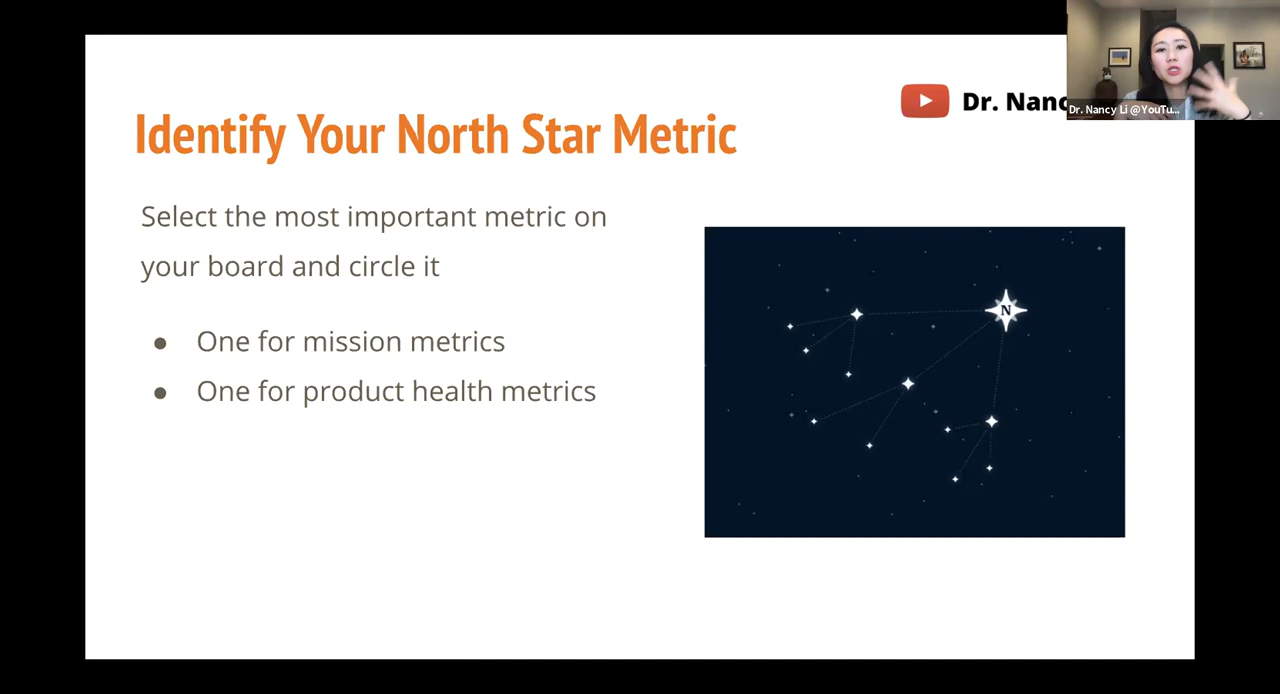 Dr. Nanc
Dr. Nancy Li @YouTu...
Identify Your North Star Metric
Select the most important metric on
your board and circle it
● One for mission metrics
● One for product health metrics
N